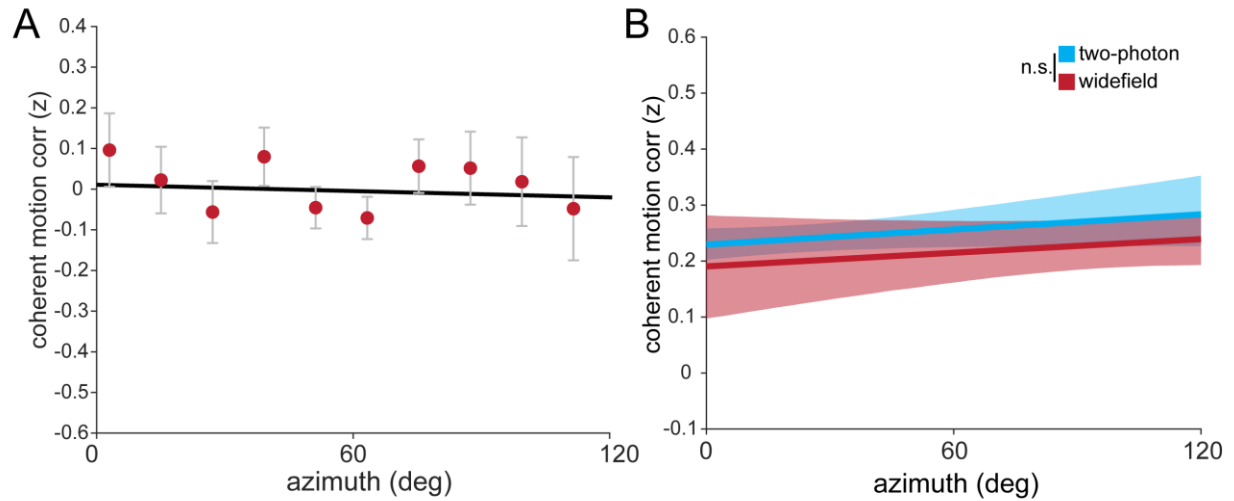 A
coherent motion corr (z)
0.4
0.4
0.2
0.1
0
-0.1
-0.2
-0.3
-0.4
-0.5
-0.6
0
60
120
azimuth (deg)
B
coherent motion corr (z)
0.6
0.5
0.4
0.3
0.2
0.1
0
-0.1
0
60
120
azimuth (deg)
n.s.
two-photon
widefield